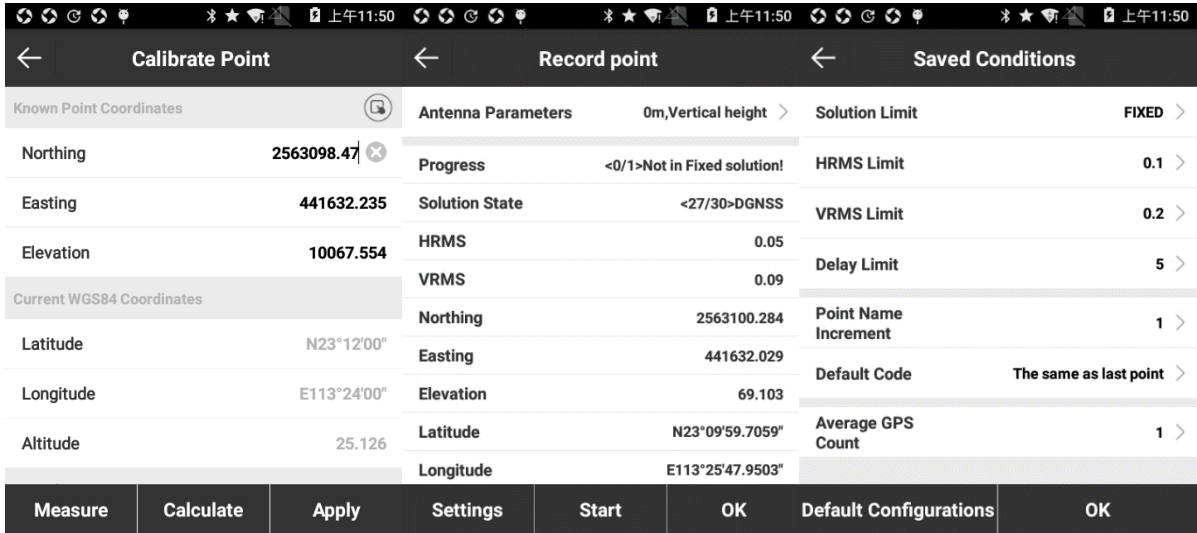 上午11:50
Calibrate Point
Known Point Coordinates
Northing 2563098.47
Easting 441632.235
Elevation 10067.554
Current WGS84 Coordinates
Latitude N23°12'00"
Longitude E113°24'00"
Altitude 25.126
Measure Calculate Apply
上午11:50
Record point
Antenna Parameters 0m,Vertical height
Progress <0/1>Not in Fixed solution!
Solution State <27/30>DGNSS
HRMS 0.05
VRMS 0.09
Northing 2563100.284
Easting 441632.029
Elevation 69.103
Latitude N23°09'59.7059"
Longitude E113°25'47.9503"
Settings Start OK
上午11:50
Saved Conditions
Solution Limit FIXED
HRMS Limit 0.1
VRMS Limit 0.2
Delay Limit 5
Point Name
Increment 1
Default Code The same as last point
Average GPS
Count 1
Default Configurations OK